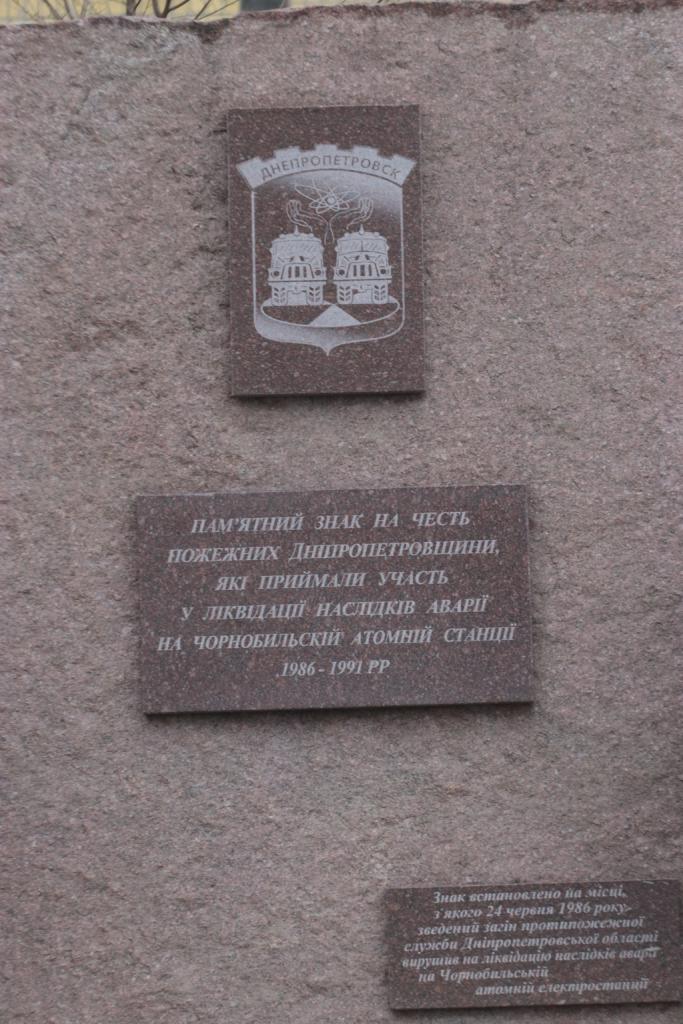 ДНЕПРОПЕТРОВСК
ПАМ'ЯТНИЙ ЗНАК НА ЧЕСТЬ
ПОЖЕЖНИХ ДНІПРОПЕТРОВЩИНИ,
ЯКІ ПРИЙМАЛИ УЧАСТЬ
У ЛІКВІДАЦІЇ НАСЛІДКІВ АВАРІЇ
НА ЧОРНОБИЛЬСКІЙ АТОМНІЙ СТАНЦІЇ
1986 - 1991 РР
Знак встановлено на місці,
з якого 24 червня 1986 року
зведений загін протипожежної
служби Дніпропетровської області
вирушив на ліквідацію наслідків аварії
на Чорнобильській
атомній електростанції